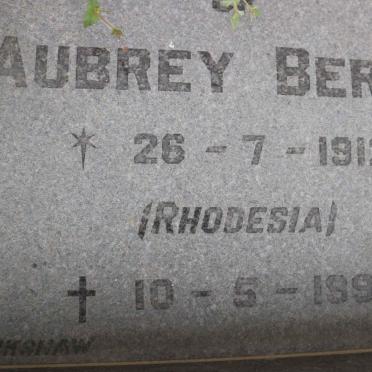 AUBREY BER
26 - 7 - 191
(RHODESIA)
10 - 5 - 199